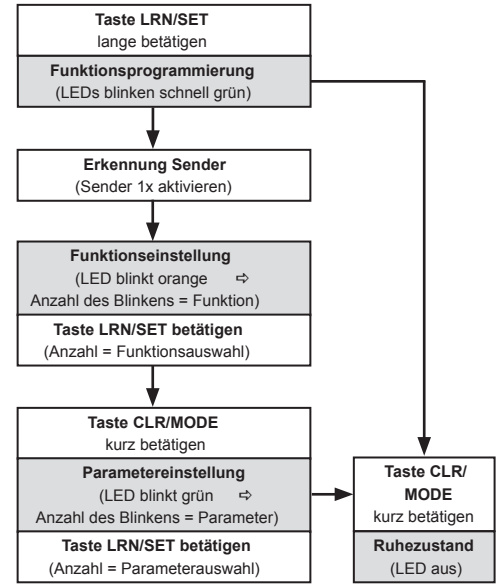 Taste LRN/SET
lange betätigen
Funktionsprogrammierung
(LEDs blinken schnell grün)
Erkennung Sender
(Sender 1x aktivieren)
Funktionseinstellung
(LED blinkt orange ⇨
Anzahl des Blinkens = Funktion)
Taste LRN/SET betätigen
(Anzahl = Funktionsauswahl)
Taste CLR/MODE
kurz betätigen
Parametereinstellung
(LED blinkt grün ⇨
Anzahl des Blinkens = Parameter)
Taste LRN/SET betätigen
(Anzahl = Parameterauswahl)
Taste CLR/
MODE
kurz betätigen
Ruhezustand
(LED aus)